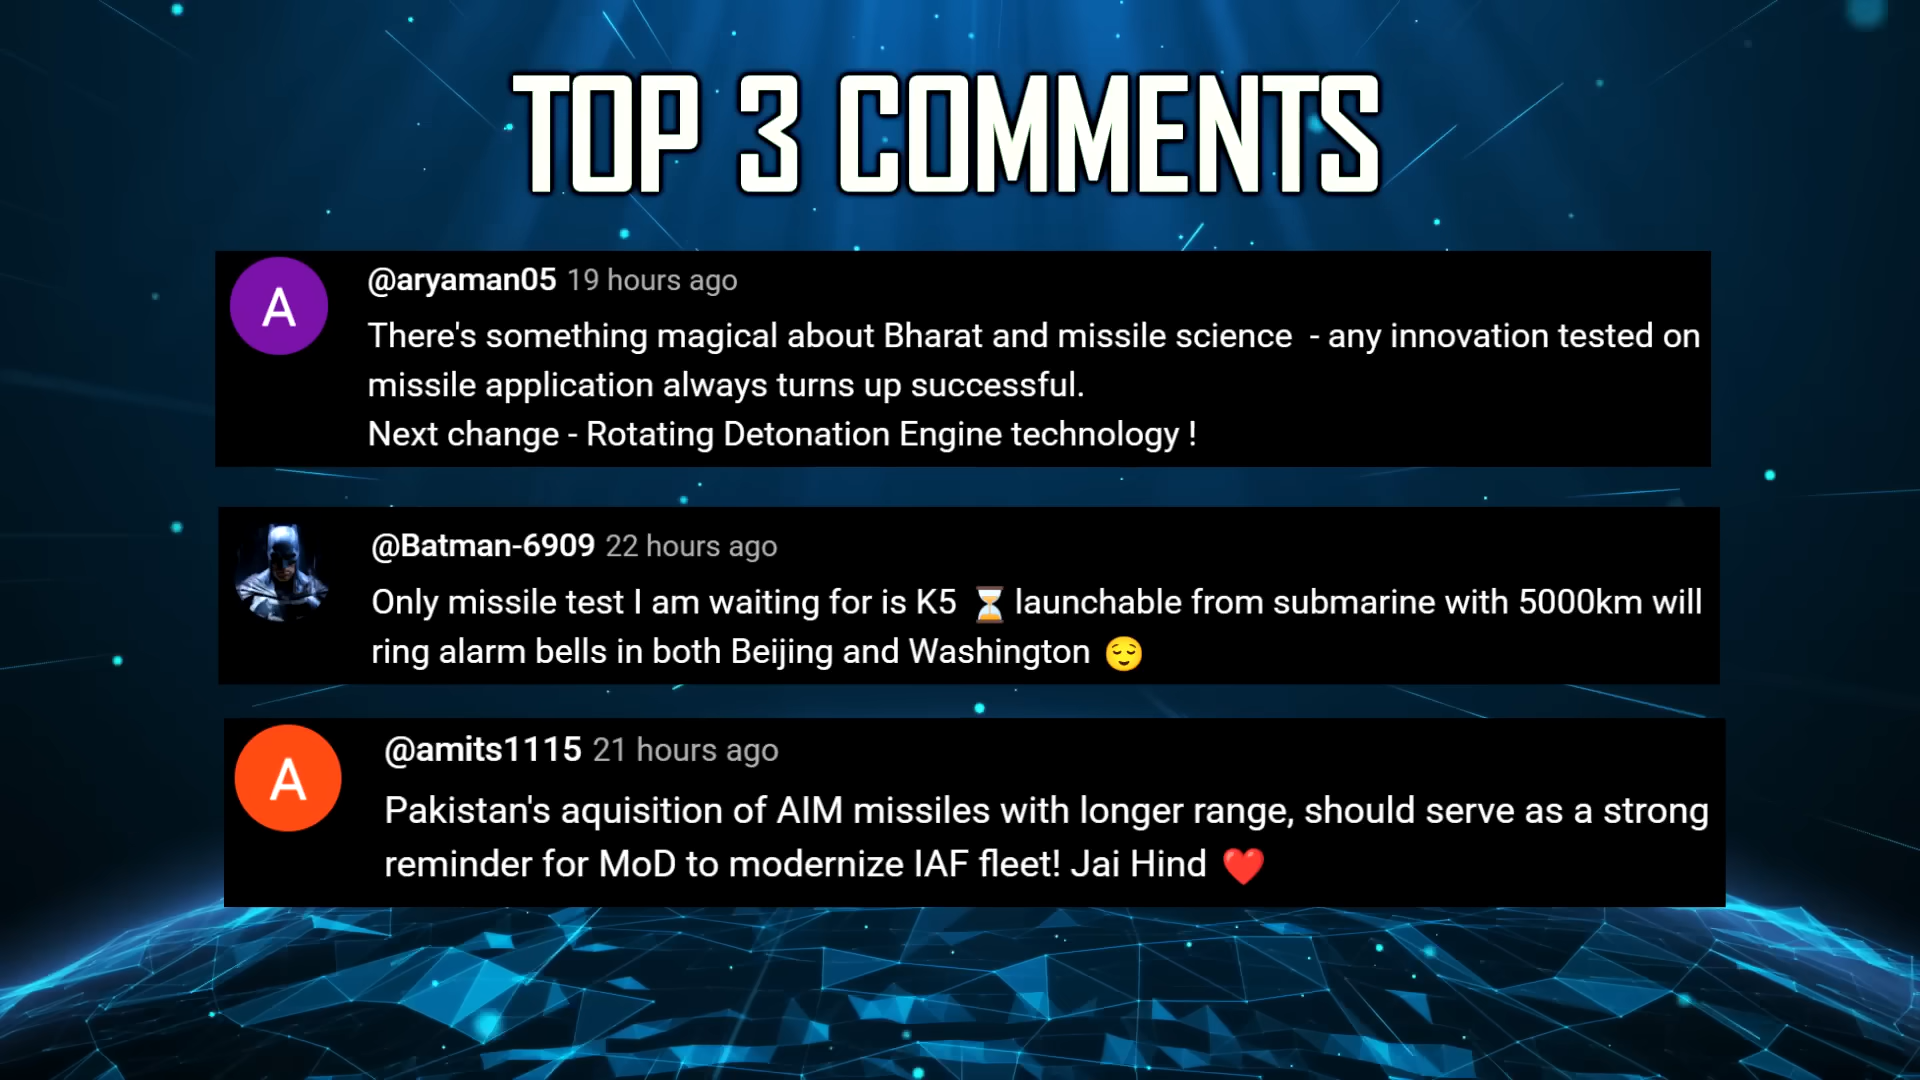 TOP 3 COMMENTS
A
@aryaman05 19 hours ago
There's something magical about Bharat and missile science  - any innovation tested on
missile application always turns up successful.
Next change - Rotating Detonation Engine technology !
@Batman-6909 22 hours ago
Only missile test I am waiting for is K5 ⏳ launchable from submarine with 5000km will
ring alarm bells in both Beijing and Washington 😌
A
@amits1115 21 hours ago
Pakistan's aquisition of AIM missiles with longer range, should serve as a strong
reminder for MoD to modernize IAF fleet! Jai Hind ❤️